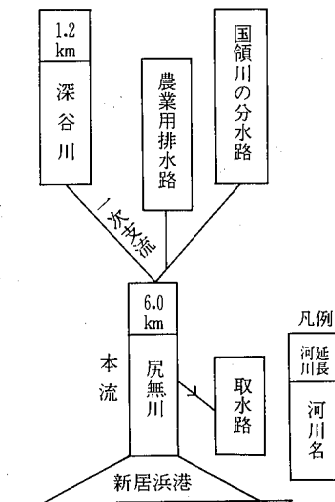 1.2
km
深谷川
農業用排水路
国領川の分水路
一次支流
6.0
km
尻無川
本流
取水路
新居浜港
凡例
河川延長
河川名